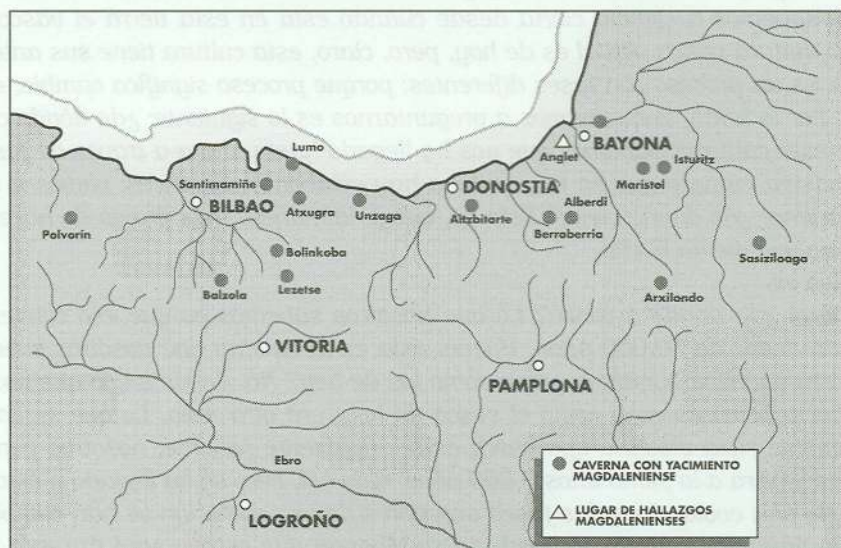 Lumo
Santimamiñe
BILBAO
Atxugra
Unzaga
Polvorín
Bolinkoba
Balzola
Lezetse
VITORIA
DONOSTIA
Aitzbitarte
Anglet
BAYONA
Isturitz
Maristol
Alberdi
Berroberria
Sasiziloaga
Arxilondo
PAMPLONA
Ebro
LOGROÑO
CAVERNA CON YACIMIENTO
MAGDALENIENSE
LUGAR DE HALLAZGOS
MAGDALENIENSES